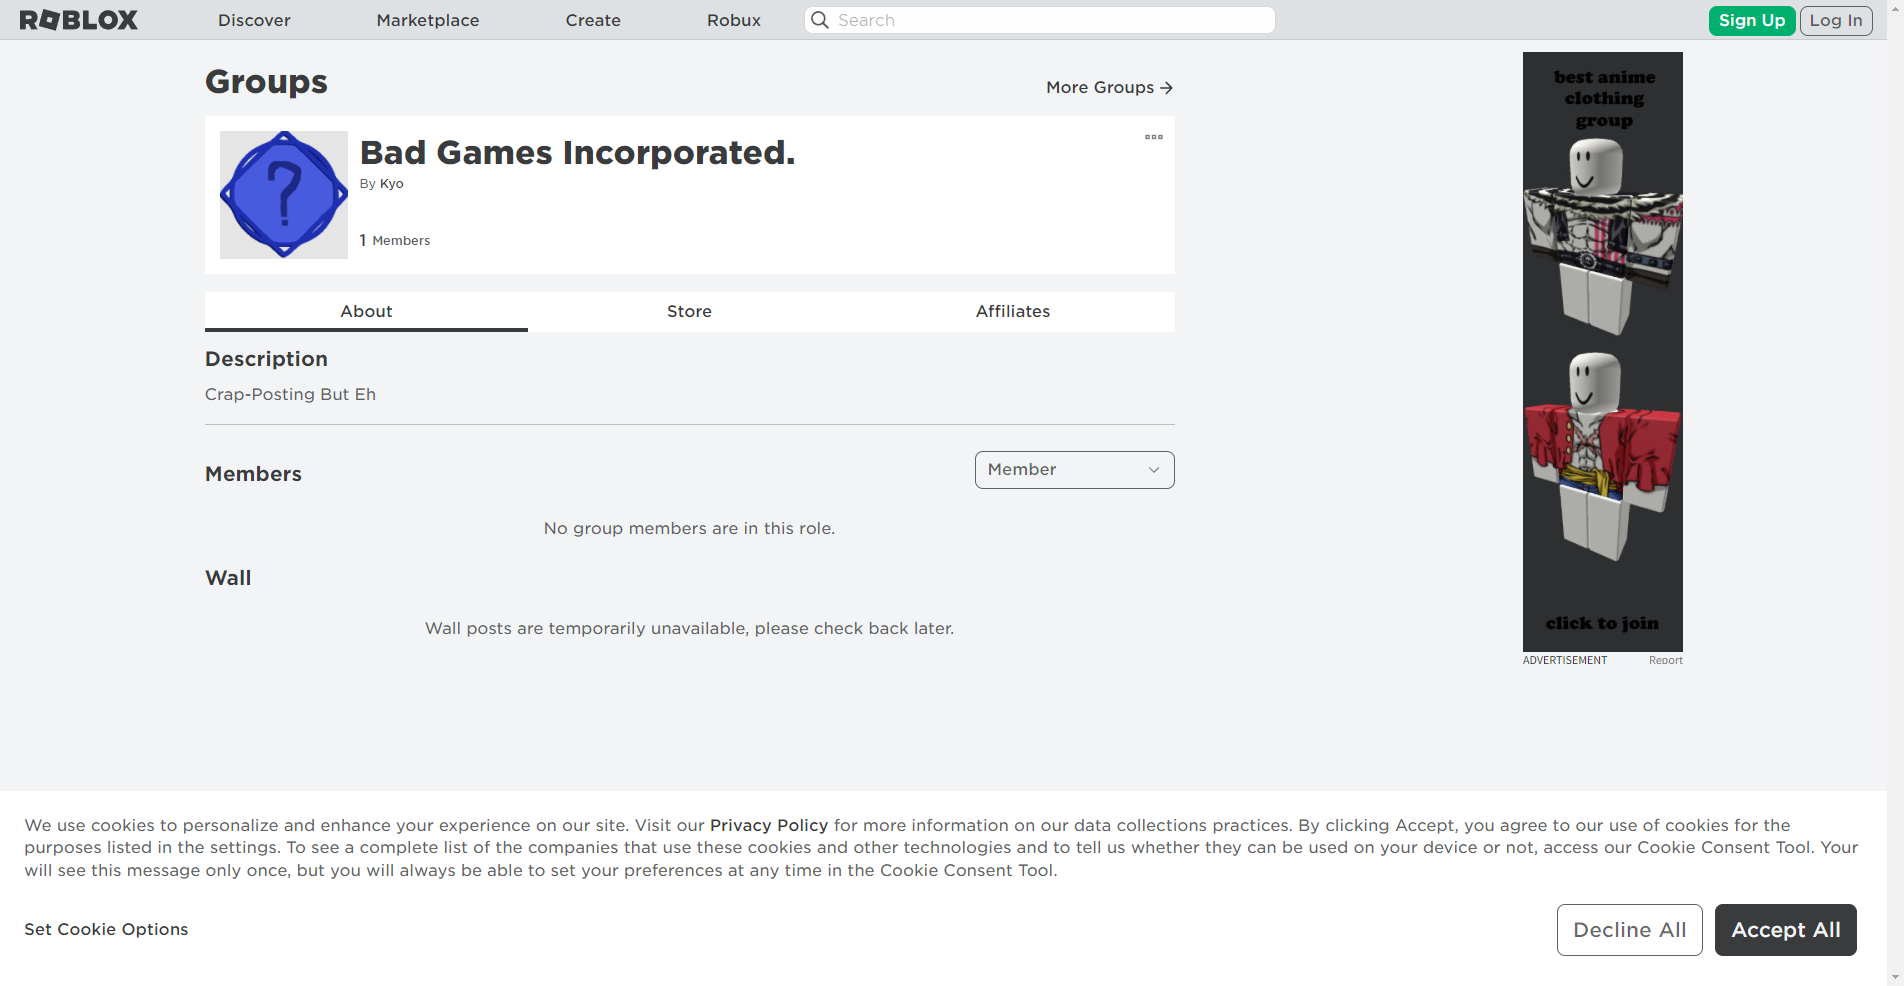 ROBLOX
Discover
Marketplace
Create
Robux
Search
Sign Up
Log In
Groups
More Groups
Bad Games Incorporated.
By Kyo
1 Members
About
Store
Affiliates
Description
Crap-Posting But Eh
Members
Member
No group members are in this role.
Wall
Wall posts are temporarily unavailable, please check back later.
best anime
clothing
group
click to join
ADVERTISEMENT
Report
We use cookies to personalize and enhance your experience on our site. Visit our Privacy Policy for more information on our data collections practices. By clicking Accept, you agree to our use of cookies for the
purposes listed in the settings. To see a complete list of the companies that use these cookies and other technologies and to tell us whether they can be used on your device or not, access our Cookie Consent Tool. Your
will see this message only once, but you will always be able to set your preferences at any time in the Cookie Consent Tool.
Set Cookie Options
Decline All
Accept All